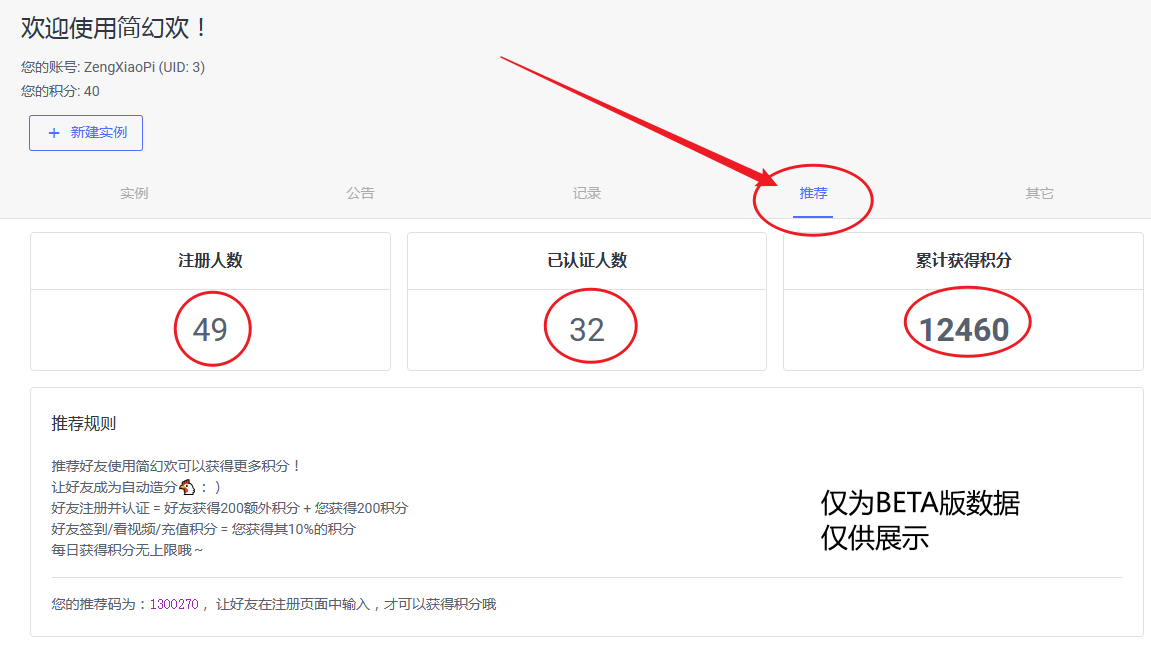 欢迎使用简幻欢！
您的账号: ZengXiaoPi (UID: 3)
您的积分: 40
+ 新建实例
实例 公告 记录 推荐 其它
注册人数 已认证人数 累计获得积分
49 32 12460
推荐规则
推荐好友使用简幻欢可以获得更多积分！
让好友成为自动造分🐔：）
好友注册并认证 = 好友获得200额外积分 + 您获得200积分
好友签到/看视频/充值积分 = 您获得其10%的积分
每日获得积分无上限哦～
仅为BETA版数据
仅供展示
您的推荐码为：1300270 ，让好友在注册页面中输入，才可以获得积分哦